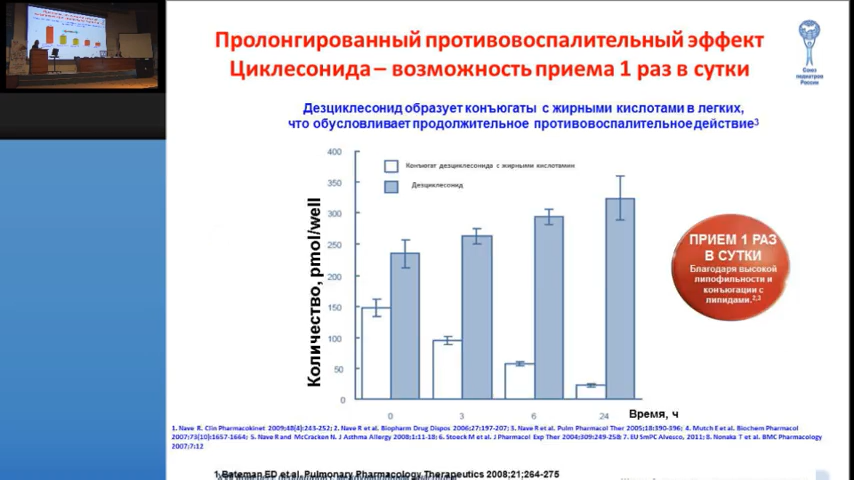 Пролонгированный противовоспалительный эффект
Циклесонида – возможность приема 1 раз в сутки
Союз
педиатров
России
Дезциклесонид образует конъюгаты с жирными кислотами в легких,
что обусловливает продолжительное противовоспалительное действие3
Конъюгат дезциклесонида с жирными кислотами
Дезциклесонид
Количество, pmol/well
400
350
300
250
200
150
100
50
0
0 3 6 24
Время, ч
ПРИЕМ 1 РАЗ
В СУТКИ
Благодаря высокой
липофильности и
конъюгации с
липидами.2,3
1. Nave R. Clin Pharmacokinet 2009;48(4):243-252; 2. Nave R et al. Biopharm Drug Dispos 2006;27:197-207; 3. Nave R et al. Pulm Pharmacol Ther 2005;18:390-396; 4. Mutch E et al. Biochem Pharmacol
2007;73(10):1657-1664; 5. Nave R and McCracken N. J Asthma Allergy 2008;1:11-18; 6. Stoeck M et al. J Pharmacol Exp Ther 2004;309:249-258; 7. EU SmPC Alvesco, 2011; 8. Nonaka T et al. BMC Pharmacology
2007;7:12
1 Bateman ED et al. Pulmonary Pharmacology Therapeutics 2008;21:264-275